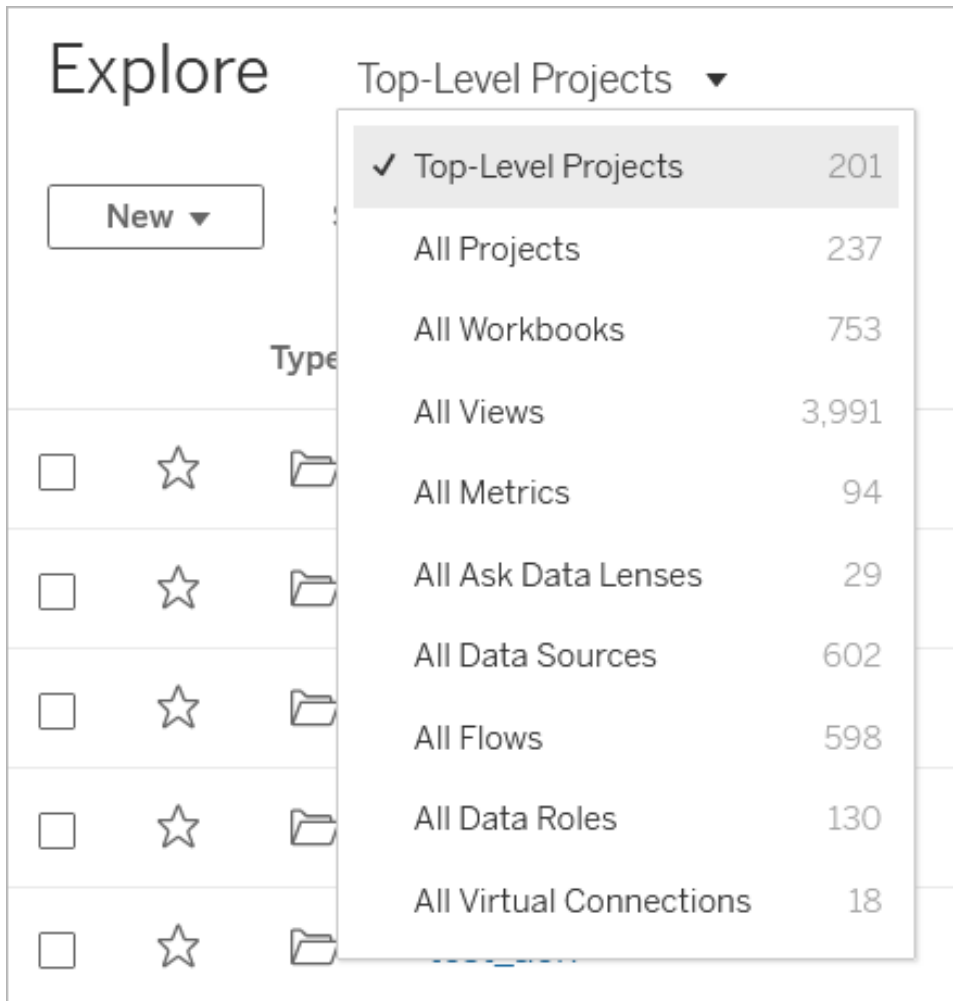 Explore Top-Level Projects
Top-Level Projects 201
New
All Projects 237
All Workbooks 753
Type
All Views 3,991
All Metrics 94
All Ask Data Lenses 29
All Data Sources 602
All Flows 598
All Data Roles 130
All Virtual Connections 18